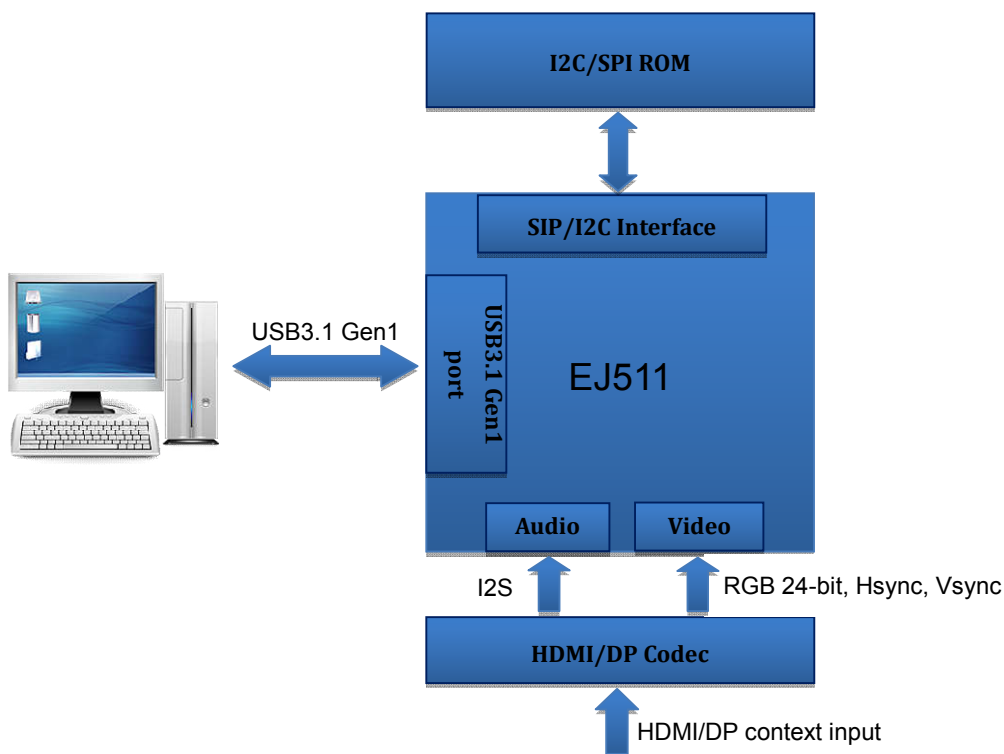 I2C/SPI ROM
SIP/I2C Interface
USB3.1 Gen1
USB3.1 Gen1
port
EJ511
Audio
Video
I2S
RGB 24-bit, Hsync, Vsync
HDMI/DP Codec
HDMI/DP context input